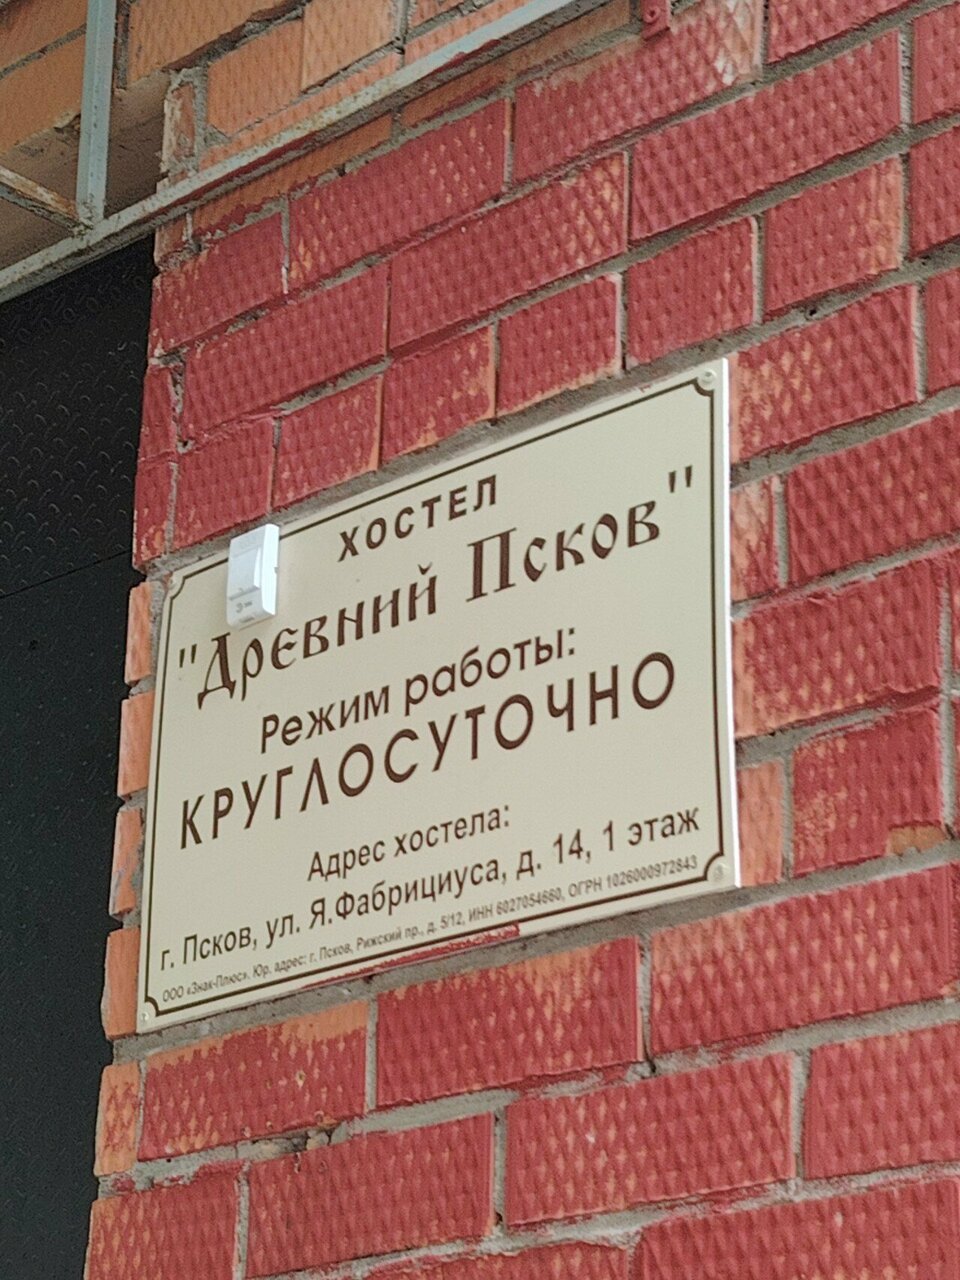 ХОСТЕЛ
"Древний Псков"
Режим работы:
КРУГЛОСУТОЧНО
Адрес хостела:
г. Псков, ул. Я.Фабрициуса, д. 14, 1 этаж
ООО «Знак-Плюс». Юр. адрес: г. Псков, Рижский пр., д. 5/12, ИНН 6027054660, ОГРН 1026000972843